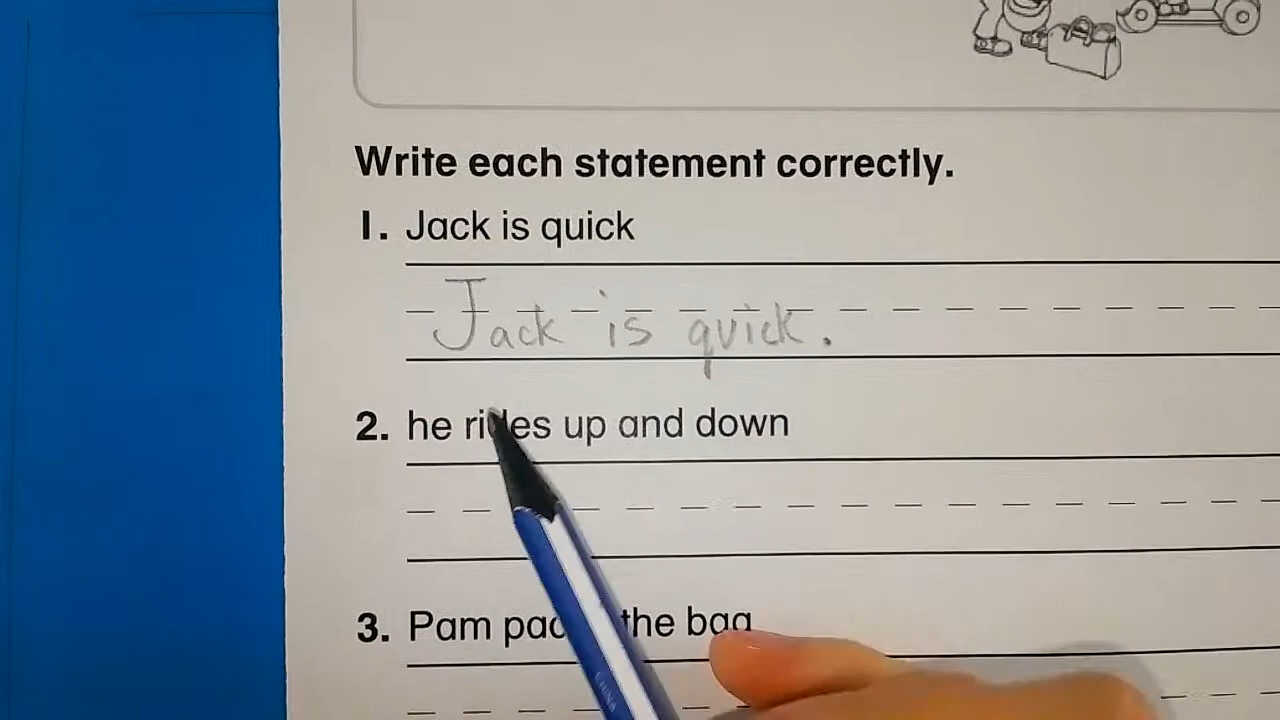 Write each statement correctly.
1. Jack is quick
Jack is quick.
2. he rides up and down
3. Pam the bag